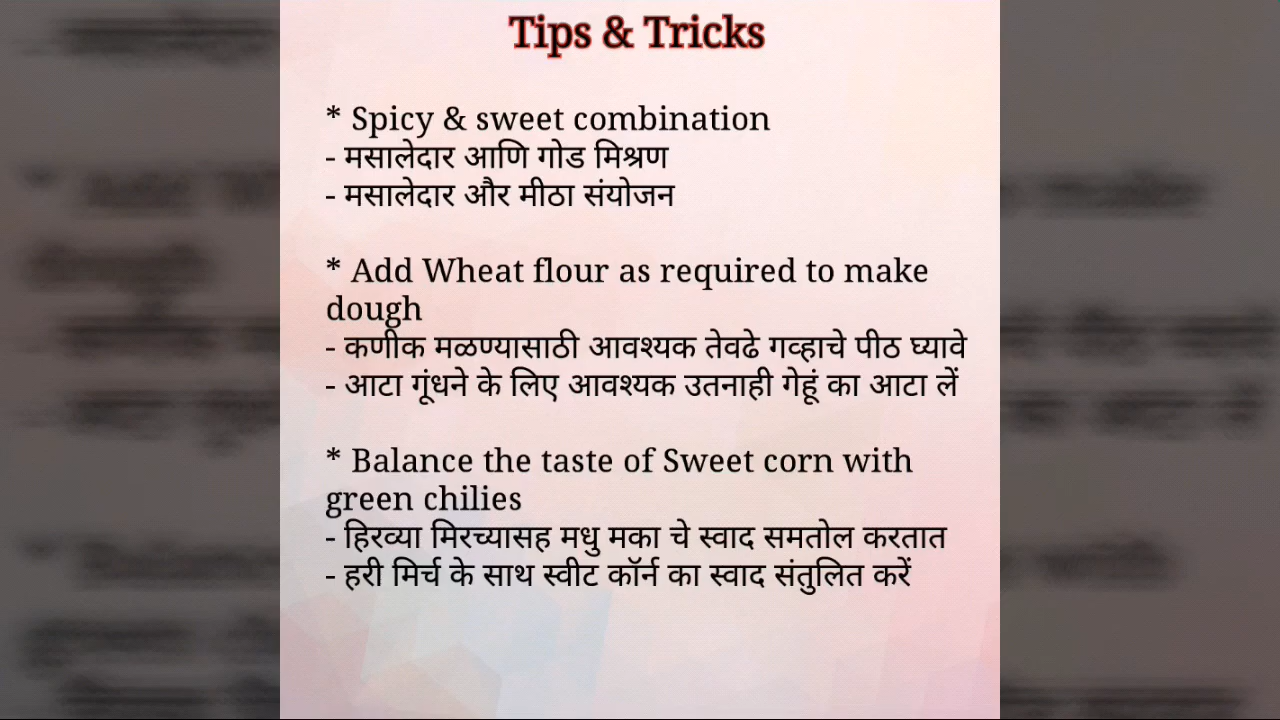 Tips & Tricks
* Spicy & sweet combination
- मसालेदार आणि गोड मिश्रण
- मसालेदार और मीठा संयोजन
* Add Wheat flour as required to make
dough
- कणीक मळण्यासाठी आवश्यक तेवढे गव्हाचे पीठ घ्यावे
- आटा गूंधने के लिए आवश्यक उतनाही गेहूं का आटा लें
* Balance the taste of Sweet corn with
green chilies
- हिरव्या मिरच्यासह मधु मका चे स्वाद समतोल करतात
- हरी मिर्च के साथ स्वीट कॉर्न का स्वाद संतुलित करें